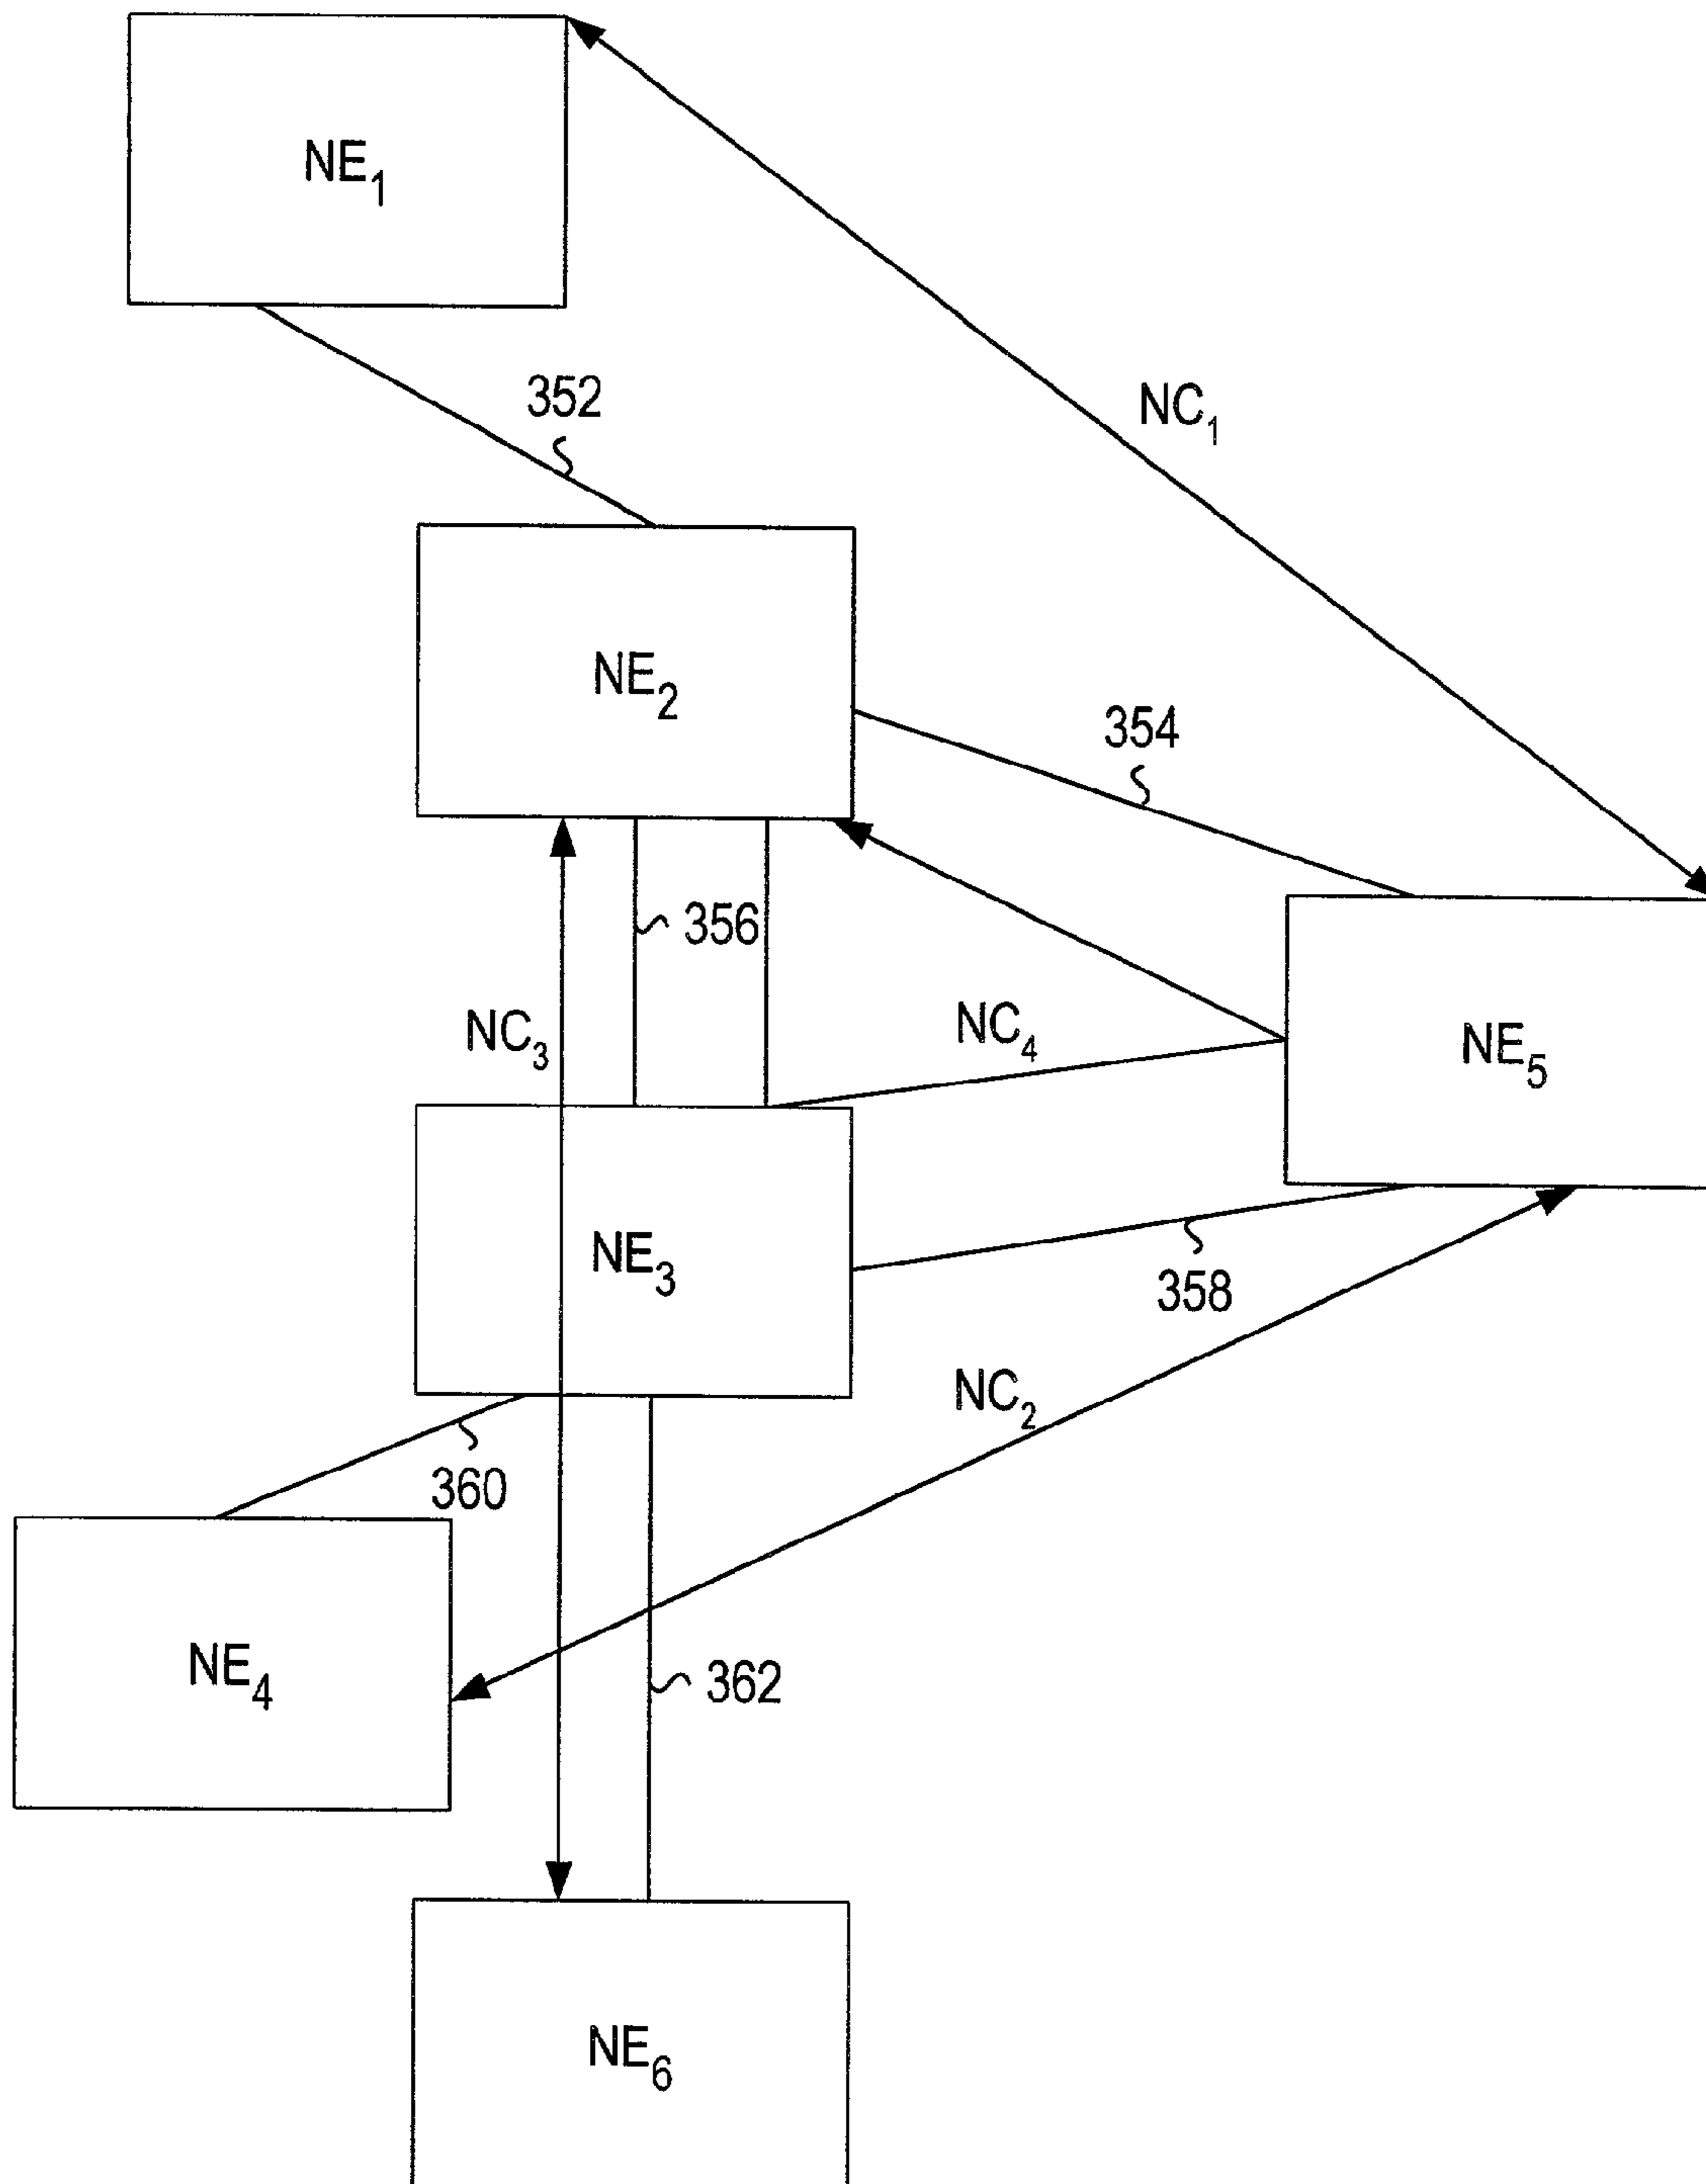 NE₁
352
NC₁
NE₂
354
356
NC₃
NC₄
NE₅
NE₃
358
NC₂
360
NE₄
362
NE₆